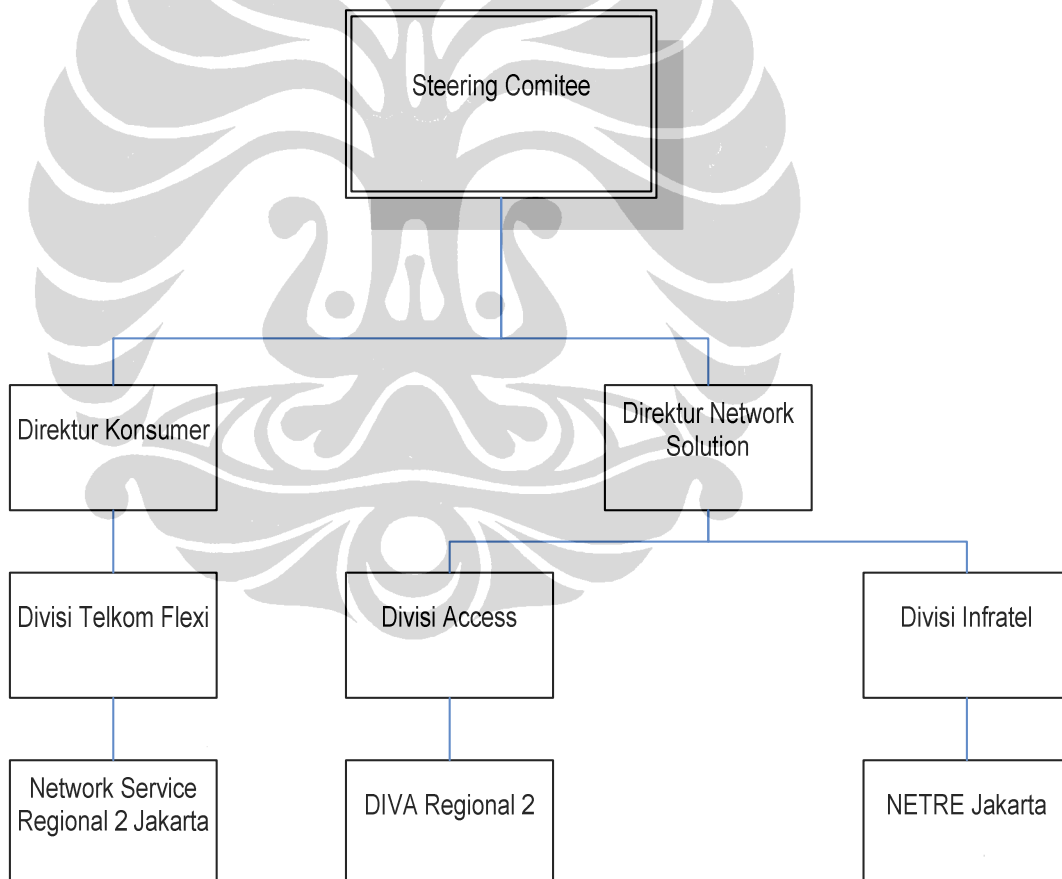 Steering Comitee
Direktur Konsumer
Direktur Network
Solution
Divisi Telkom Flexi
Divisi Access
Divisi Infratel
Network Service
Regional 2 Jakarta
DIVA Regional 2
NETRE Jakarta